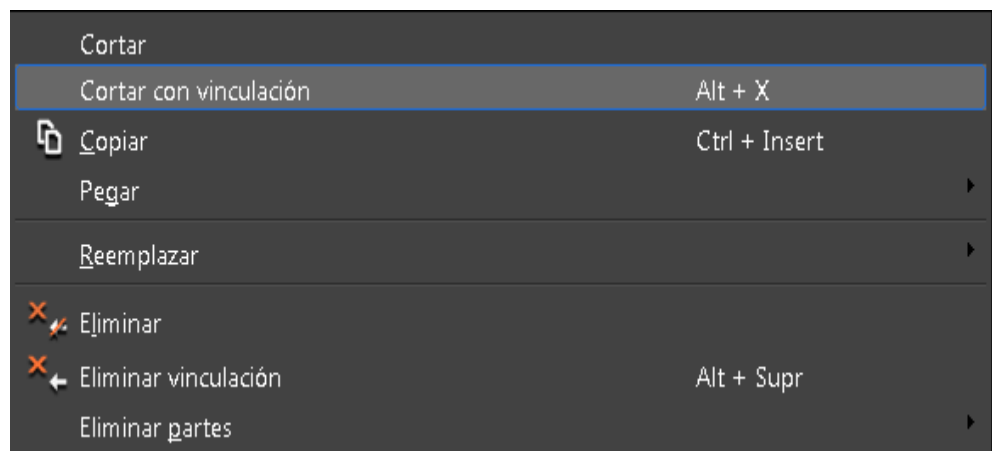 Cortar
Cortar con vinculación Alt + X
Copiar Ctrl + Insert
Pegar
Reemplazar
Eliminar
Eliminar vinculación Alt + Supr
Eliminar partes